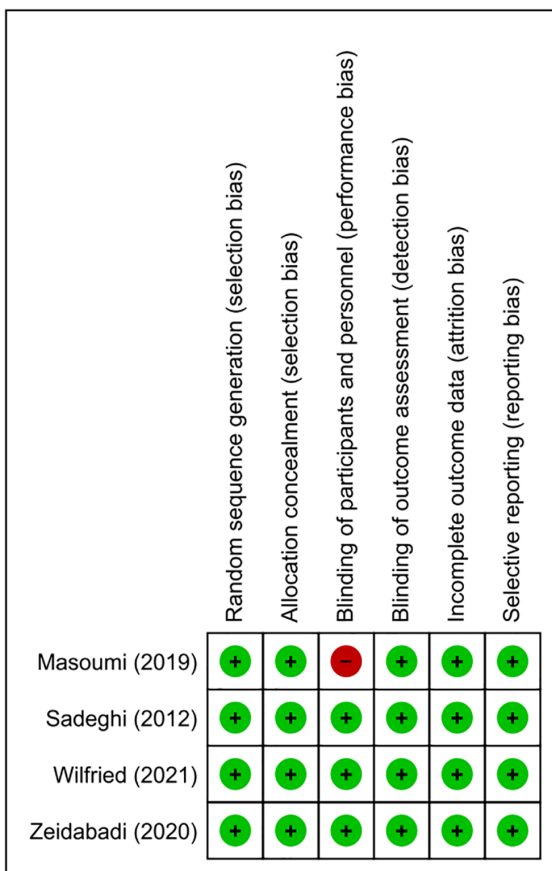 Random sequence generation (selection bias)
Allocation concealment (selection bias)
Blinding of participants and personnel (performance bias)
Blinding of outcome assessment (detection bias)
Incomplete outcome data (attrition bias)
Selective reporting (reporting bias)
Masoumi (2019) + + – + + +
Sadeghi (2012) + + + + + +
Wilfried (2021) + + + + + +
Zeidabadi (2020) + + + + + +